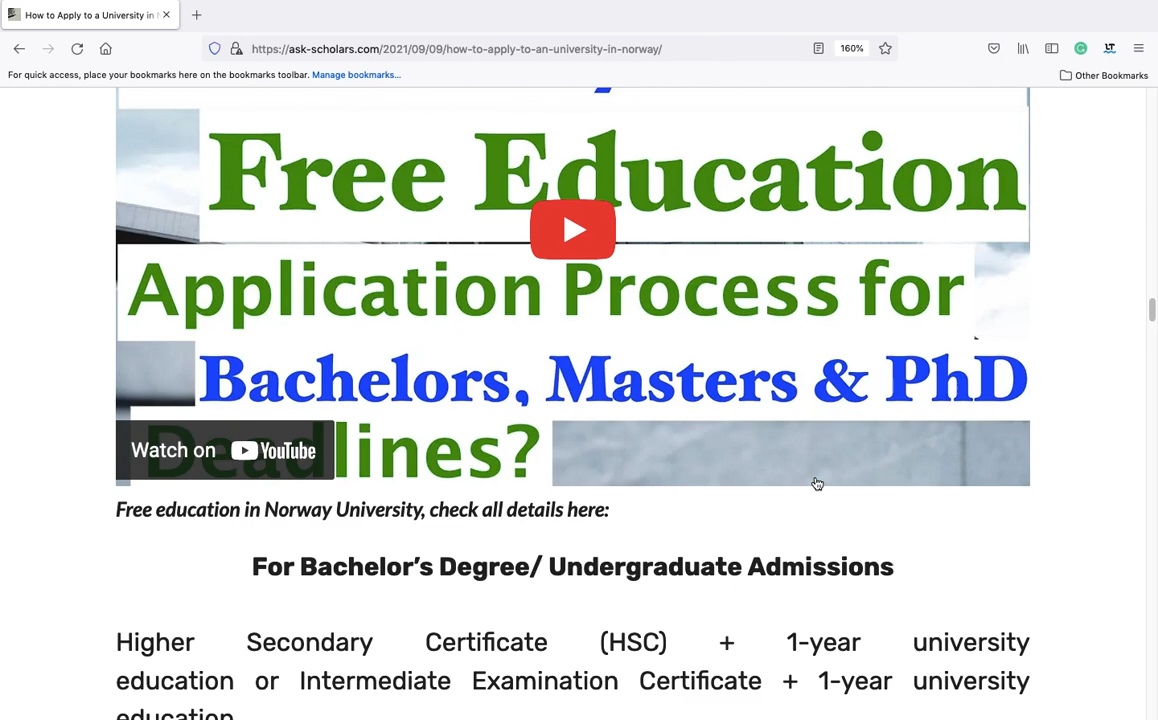 How to Apply to a University in
https://ask-scholars.com/2021/09/09/how-to-apply-to-an-university-in-norway/
160%
For quick access, place your bookmarks here on the bookmarks toolbar. Manage bookmarks...
Other Bookmarks
Free Education
Application Process for
Bachelors, Masters & PhD
Deadlines?
Watch on YouTube
Free education in Norway University, check all details here:
For Bachelor's Degree/ Undergraduate Admissions
Higher Secondary Certificate (HSC) + 1-year university
education or Intermediate Examination Certificate + 1-year university
education